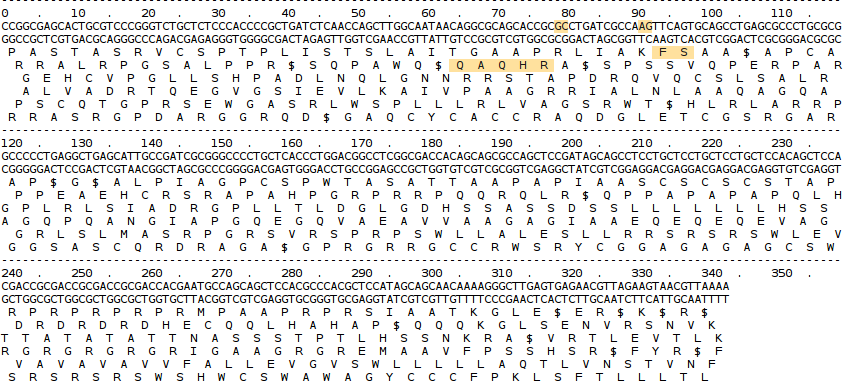 0 . 10 . 20 . 30 . 40 . 50 . 60 . 70 . 80 . 90 . 100 . 110 .
CCGGCGAGCACTGCGTCCCGGGTCTGCTCTCCCACCCCGCTGATCTCAACCAGCTTGGCAATAACAGGCGCAGCACCGCGCCTGATCGCCAAGTTCAGTGCAGCCTGAGCGCCCTGCGCG
GGCCGCTCGTGACGCAGGGCCCAGACGAGAGGGTGGGGCGACTAGAGTTGGTCGAACCGTTATTGTCCGCGTCGTGGCGCGGACTAGCGGTTCAAGTCACGTCGGACTCGCGGGACGCGC
P A S T A S R V C S P T P L I S T S L A I T G A A P R L I A K F S A A $ A P C A
R R A L R P G S A L P P R $ S Q P A W Q $ Q A Q H R A $ S P S S V Q P E R P A R
G E H C V P G L L S H P A D L N Q L G N N R R S T A P D R Q V Q C S L S A L R
A L V A D R T Q E G V G S I E V L K A I V P A A G R R I A L N L A A Q A G Q A
P S C Q T G P R S E W G A S R L W S P L L L R L V A G S R W T $ H L R L A R R P
R R A S R G P D A R G G R Q D $ G A Q C Y C A C C R A Q D G L E T C G S R G A R
120 . 130 . 140 . 150 . 160 . 170 . 180 . 190 . 200 . 210 . 220 . 230 .
GCCCCCTGAGGCTGAGCATTGCCGATCGCGGGCCCCTGCTCACCCTGGACGGCCTCGGCGACCACAGCAGCGCCAGCTCCGATAGCAGCCTCCTGCTCCTGCTCCTGCTCCACAGCTCCA
CGGGGGACTCCGACTCGTAACGGCTAGCGCCCGGGGACGAGTGGGACCTGCCGGAGCCGCTGGTGTCGTCGCGGTCGAGGCTATCGTCGGAGGACGAGGACGAGGACGAGGTGTCGAGGT
A P $ G $ A L P I A G P C S P W T A S A T T A A P A P I A A S C S C S C S T A P
P P E A E H C R S R A P A H P G R P R R P Q R Q L R $ Q P P A P A P A P Q L H
G P L R L S I A D R G P L L T L D G L G D H S S A S S D S S L L L L L L L H S S
A G Q P Q A N G I A P G Q E G Q V A E A V V A A G A G I A A E Q E Q E Q E V A G
G R L S L M A S R P G R S V R S P R P S W L L A L E S L L R R S R S R S W L E V
G G S A S C Q R D R A G A $ G P R G R R G C C R W S R Y C G G A G A G A G C S W
240 . 250 . 260 . 270 . 280 . 290 . 300 . 310 . 320 . 330 . 340 . 350 .
CGACCGCGACCGCGACCGCGACCACGAATGCCAGCAGCTCCACGCCCACGCTCCATAGCAGCAACAAAAGGGCTTGAGTGAGAACGTTAGAAGTAACGTTAAAA
GCTGGCGCTGGCGCTGGCGCTGGTGCTTACGGTCGTCGAGGTGCGGGTGCGAGGTATCGTCGTTGTTTTCCCGAACTCACTCTTGCAATCTTCATTGCAATTTT
R P R P R P R P R M P A A P R P R S I A A T K G L E $ E R $ K $ R $
D R D R D R D H E C Q Q L H A H A P $ Q Q Q K G L S E N V R S N V K
T T A T A T A T T N A S S S T P T L H S S N K R A $ V R T L E V T L K
R G R G R G R G R I G A A G R G R E M A A V F P S S H S R $ F Y R $ F
V A V A V A V V F A L L E V G V S W L L L L L A Q T L V N S T V N F
S R S R S R S W S H W C S W A W A G Y C C C F P K L S F T L L L T L